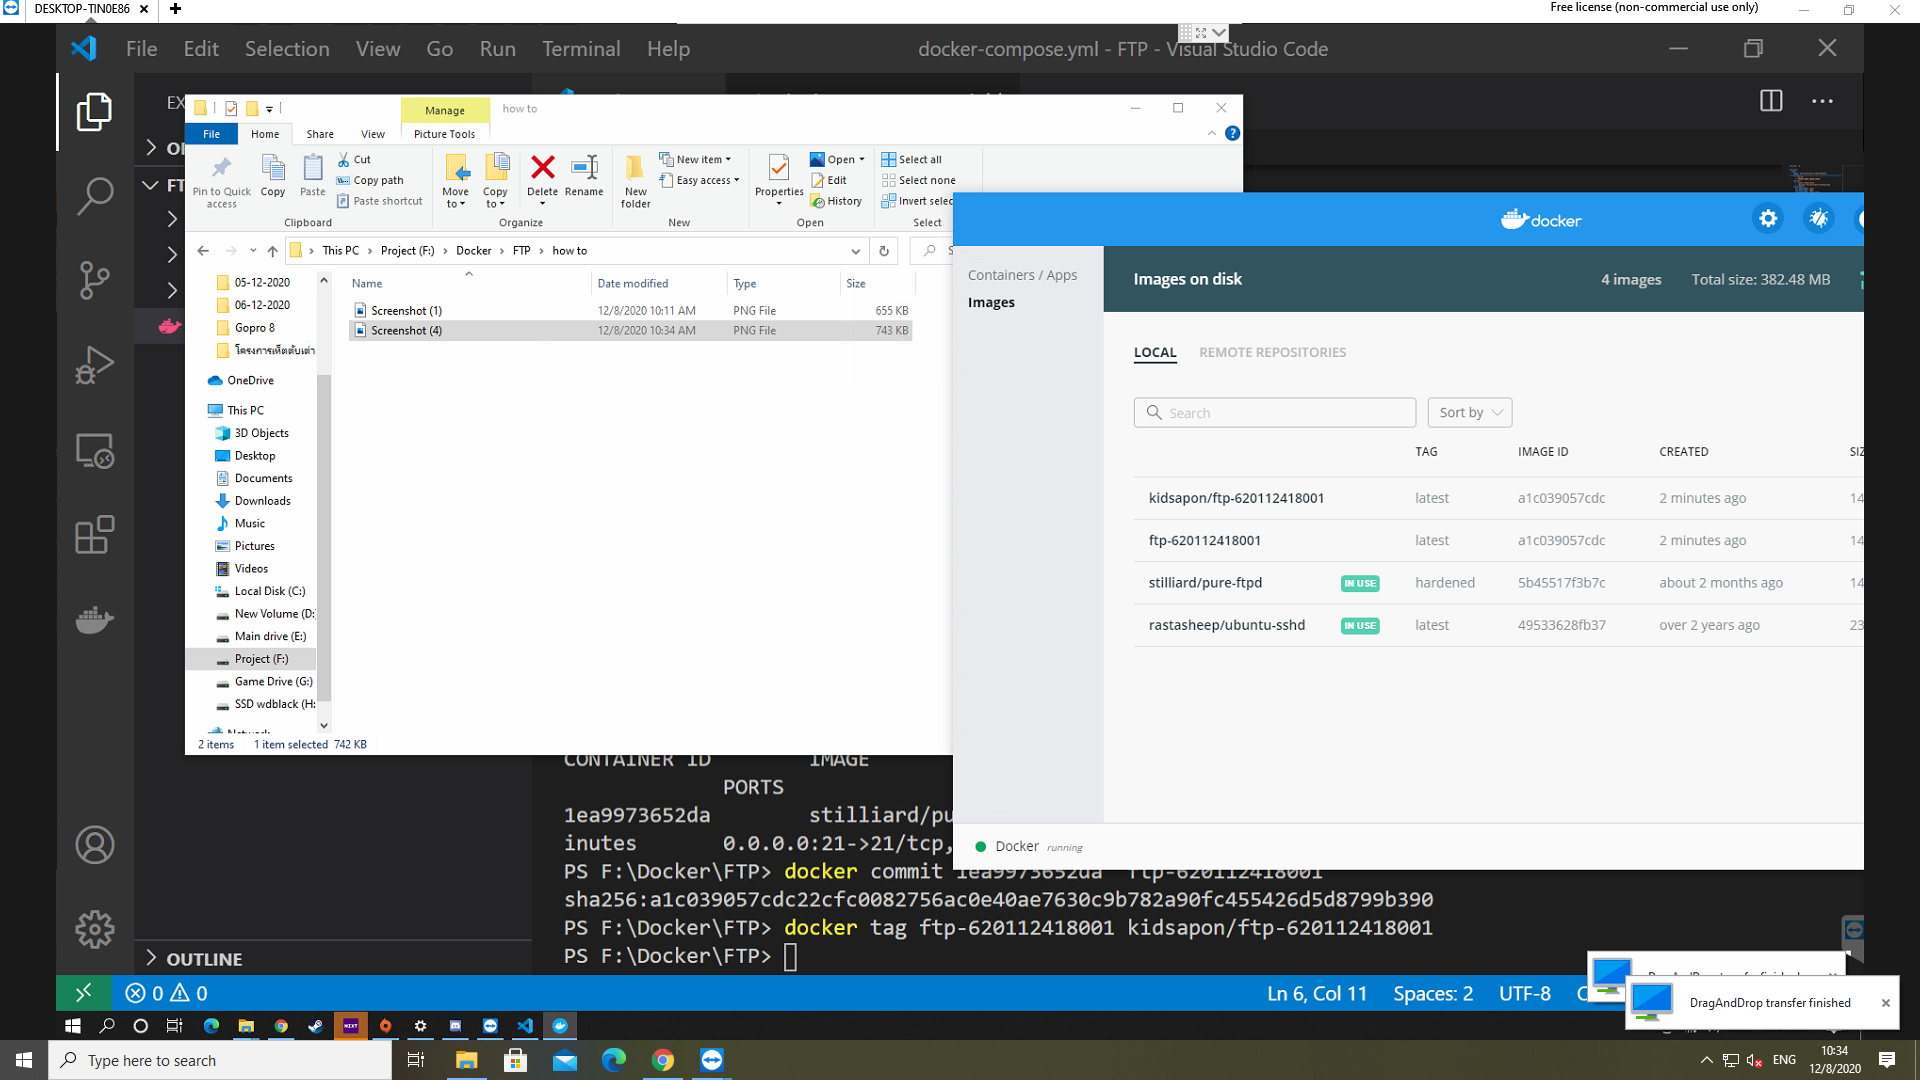 DESKTOP-TIN0E86
Free license (non-commercial use only)
File Edit Selection View Go Run Terminal Help
docker-compose.yml - FTP - Visual Studio Code
Manage
how to
File Home Share View Picture Tools
Pin to Quick access
Copy
Paste
Cut
Copy path
Paste shortcut
Clipboard
Move to
Copy to
Delete
Rename
Organize
New folder
New item
Easy access
New
Properties
Open
Edit
History
Open
Select all
Select none
Invert selec
Select
This PC > Project (F:) > Docker > FTP > how to
Name Date modified Type Size
Screenshot (1) 12/8/2020 10:11 AM PNG File 655 KB
Screenshot (4) 12/8/2020 10:34 AM PNG File 743 KB
05-12-2020
06-12-2020
Gopro 8
โครงการเห็ดตับเต่า
OneDrive
This PC
3D Objects
Desktop
Documents
Downloads
Music
Pictures
Videos
Local Disk (C:)
New Volume (D:
Main drive (E:)
Project (F:)
Game Drive (G:)
SSD wdblack (H:
Network
2 items 1 item selected 742 KB
docker
Containers / Apps
Images
Images on disk
4 images
Total size: 382.48 MB
LOCAL
REMOTE REPOSITORIES
Search
Sort by
TAG IMAGE ID CREATED SIZ
kidsapon/ftp-620112418001 latest a1c039057cdc 2 minutes ago 14
ftp-620112418001 latest a1c039057cdc 2 minutes ago 14
stilliard/pure-ftpd IN USE hardened 5b45517f3b7c about 2 months ago 14
rastasheep/ubuntu-sshd IN USE latest 49533628fb37 over 2 years ago 23
Docker running
CONTAINER ID IMAGE
PORTS
1ea9973652da stilliard/pu
inutes 0.0.0.0:21->21/tcp,
PS F:\Docker\FTP> docker commit 1ea9973652da ftp-620112418001
sha256:a1c039057cdc22cfc0082756ac0e40ae7630c9b782a90fc455426d5d8799b390
PS F:\Docker\FTP> docker tag ftp-620112418001 kidsapon/ftp-620112418001
PS F:\Docker\FTP>
OUTLINE
0 0
Ln 6, Col 11 Spaces: 2 UTF-8
DragAndDrop transfer finished
NZXT
Type here to search
ENG
10:34
12/8/2020